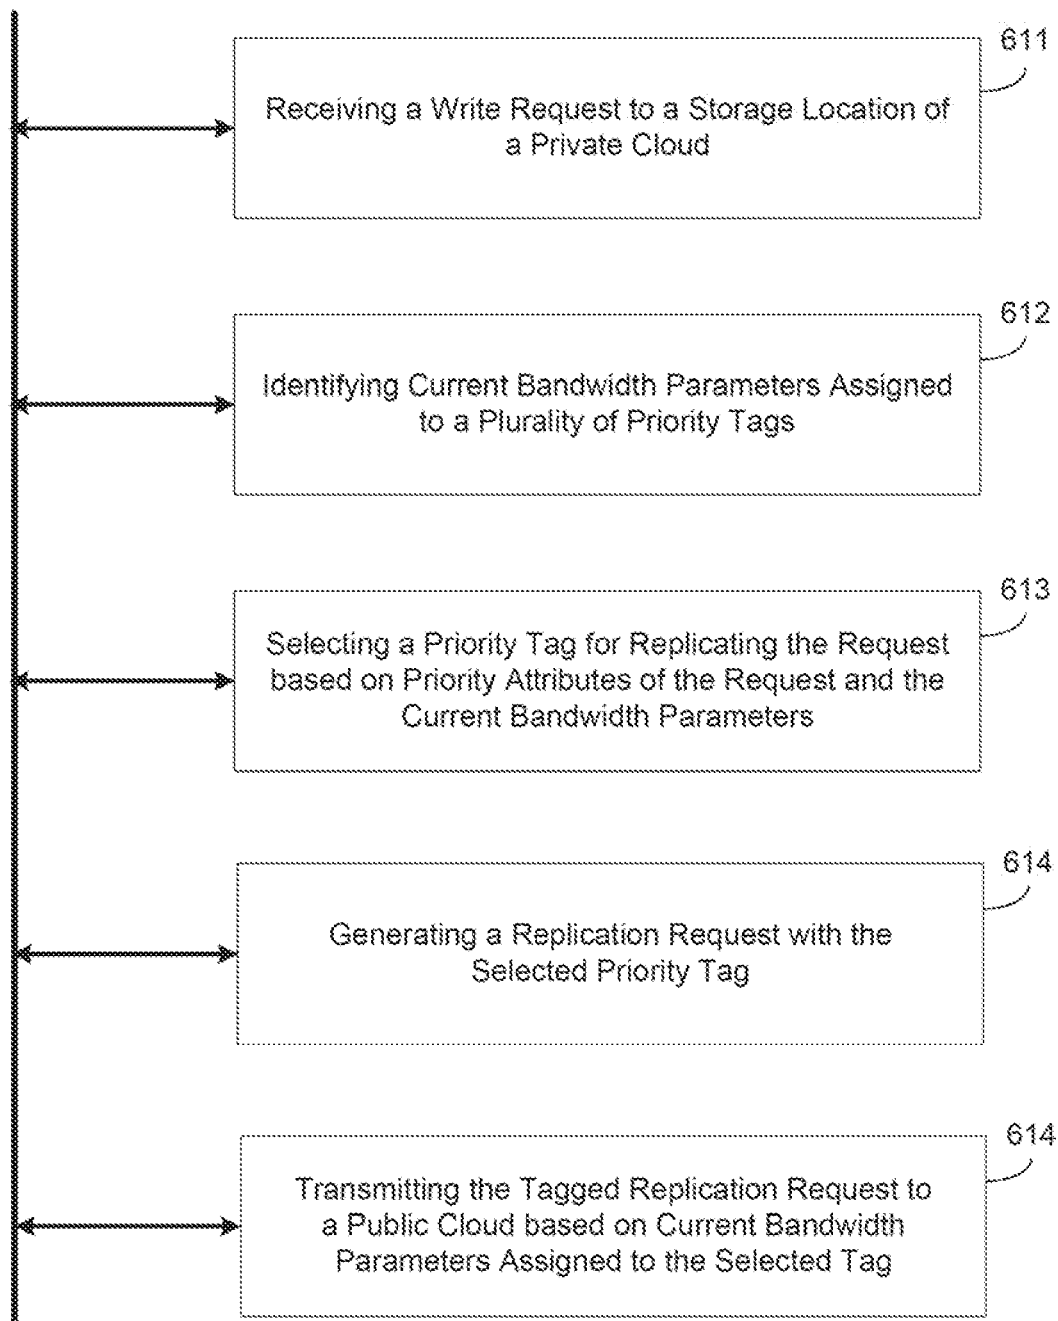 611
Receiving a Write Request to a Storage Location of
a Private Cloud
612
Identifying Current Bandwidth Parameters Assigned
to a Plurality of Priority Tags
613
Selecting a Priority Tag for Replicating the Request
based on Priority Attributes of the Request and the
Current Bandwidth Parameters
614
Generating a Replication Request with the
Selected Priority Tag
614
Transmitting the Tagged Replication Request to
a Public Cloud based on Current Bandwidth
Parameters Assigned to the Selected Tag